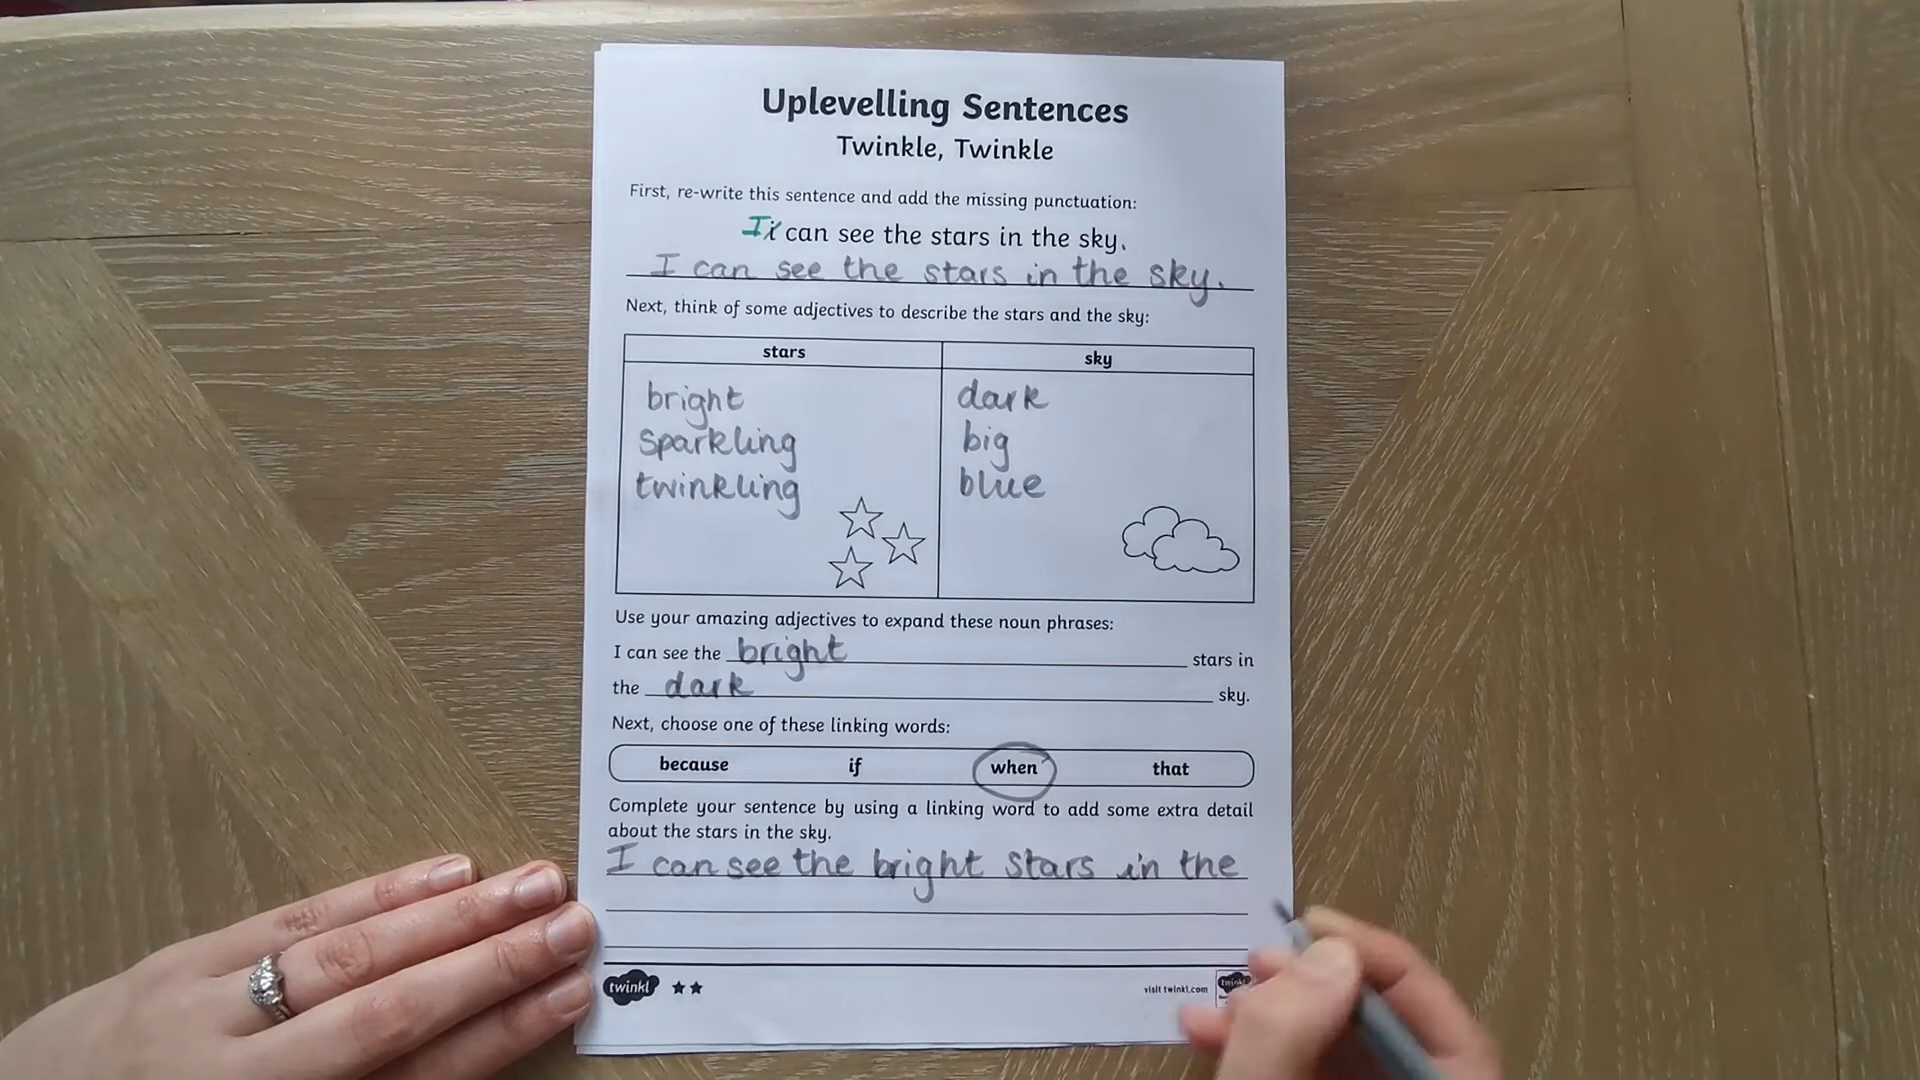 Uplevelling Sentences
Twinkle, Twinkle
First, re-write this sentence and add the missing punctuation:
Ii can see the stars in the sky.
I can see the stars in the sky.
Next, think of some adjectives to describe the stars and the sky:
stars
sky
bright
sparkling
twinkling
dark
big
blue
Use your amazing adjectives to expand these noun phrases:
I can see the bright stars in
the dark sky.
Next, choose one of these linking words:
because if when that
Complete your sentence by using a linking word to add some extra detail
about the stars in the sky.
I can see the bright stars in the
twinkl
visit twinkl.com
twinkl